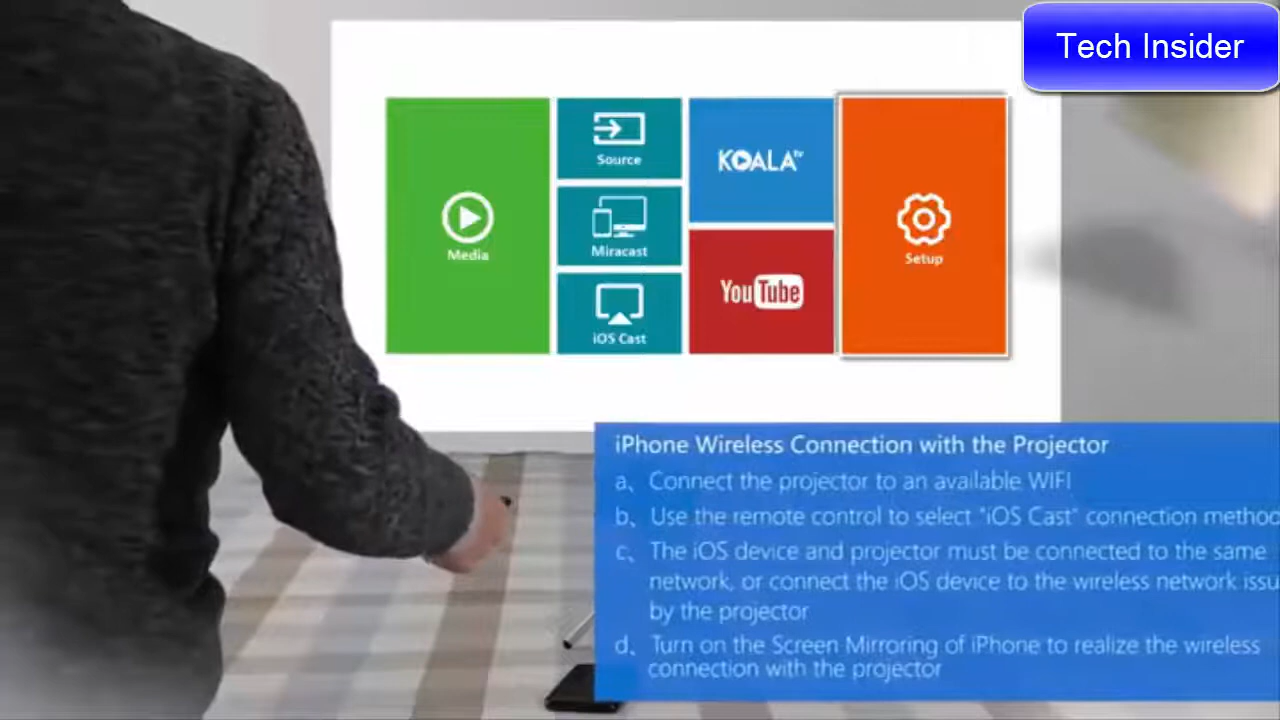 Tech Insider
Source
KOALA TV
Miracast
Media
Setup
YouTube
iOS Cast
iPhone Wireless Connection with the Projector
a、Connect the projector to an available WIFI
b、Use the remote control to select "iOS Cast" connection method
c、The iOS device and projector must be connected to the same
network, or connect the iOS device to the wireless network issu
by the projector
d、Turn on the Screen Mirroring of iPhone to realize the wireless
connection with the projector